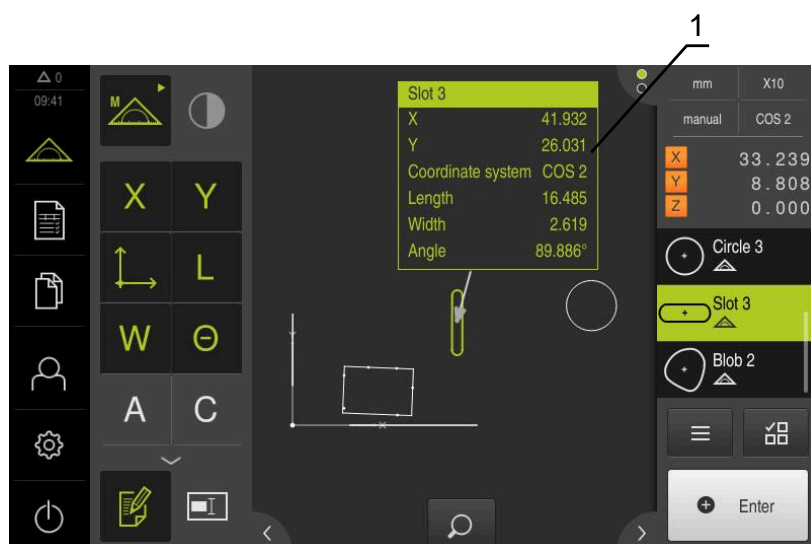 1
0
09:41
M
X
Y
L
W
Θ
A
C
Slot 3
X 41.932
Y 26.031
Coordinate system COS 2
Length 16.485
Width 2.619
Angle 89.886°
mm X10
manual COS 2
X 33.239
Y 8.808
Z 0.000
Circle 3
Slot 3
Blob 2
Enter